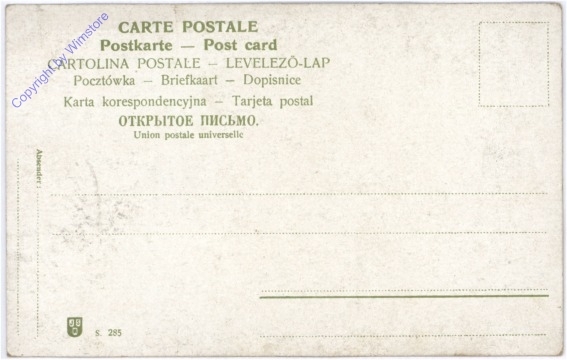 CARTE POSTALE
Postkarte — Post card
CARTOLINA POSTALE – LEVELEZŐ-LAP
Pocztówka – Briefkaart – Dopisnice
Karta korespondencyjna – Tarjeta postal
ОТКРЫТОЕ ПИСЬМО.
Union postale universelle
Absender:
S. 285
Copyright by Wimstore